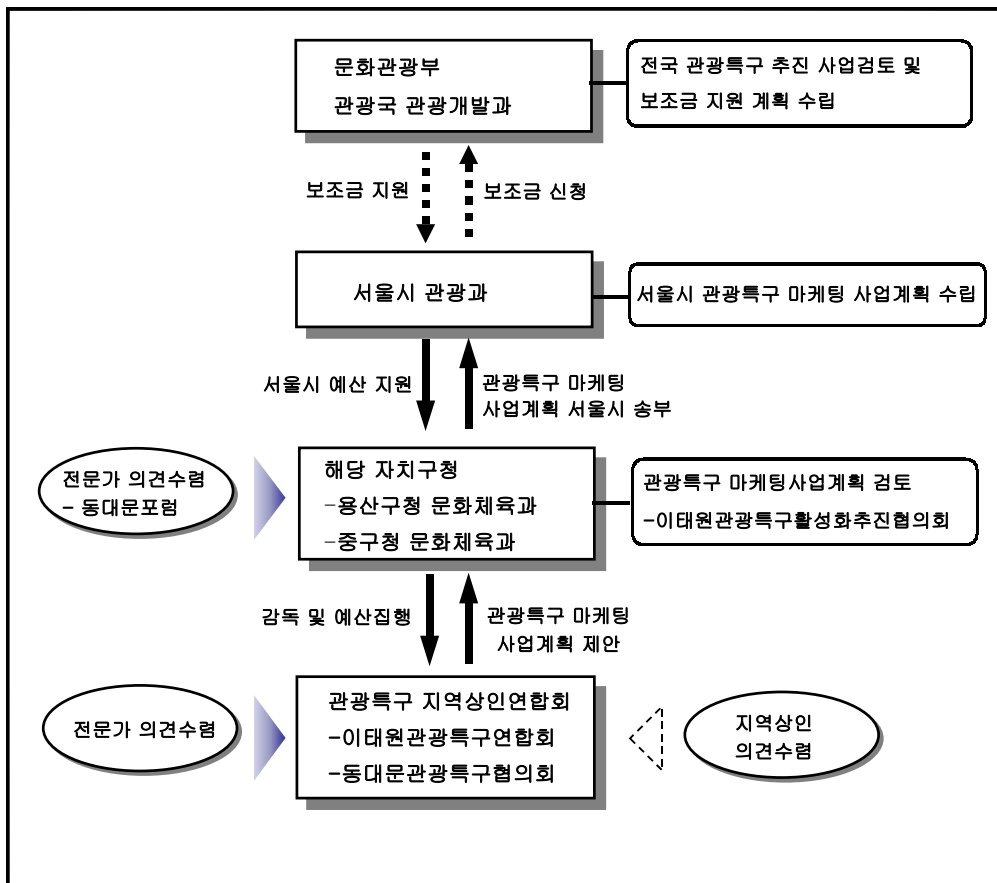 문화관광부
관광국 관광개발과
전국 관광특구 추진 사업검토 및
보조금 지원 계획 수립
보조금 지원
보조금 신청
서울시 관광과
서울시 관광특구 마케팅 사업계획 수립
서울시 예산 지원
관광특구 마케팅
사업계획 서울시 송부
전문가 의견수렴
- 동대문포럼
해당 자치구청
-용산구청 문화체육과
-중구청 문화체육과
관광특구 마케팅사업계획 검토
-이태원관광특구활성화추진협의회
감독 및 예산집행
관광특구 마케팅
사업계획 제안
전문가 의견수렴
관광특구 지역상인연합회
-이태원관광특구연합회
-동대문관광특구협의회
지역상인
의견수렴